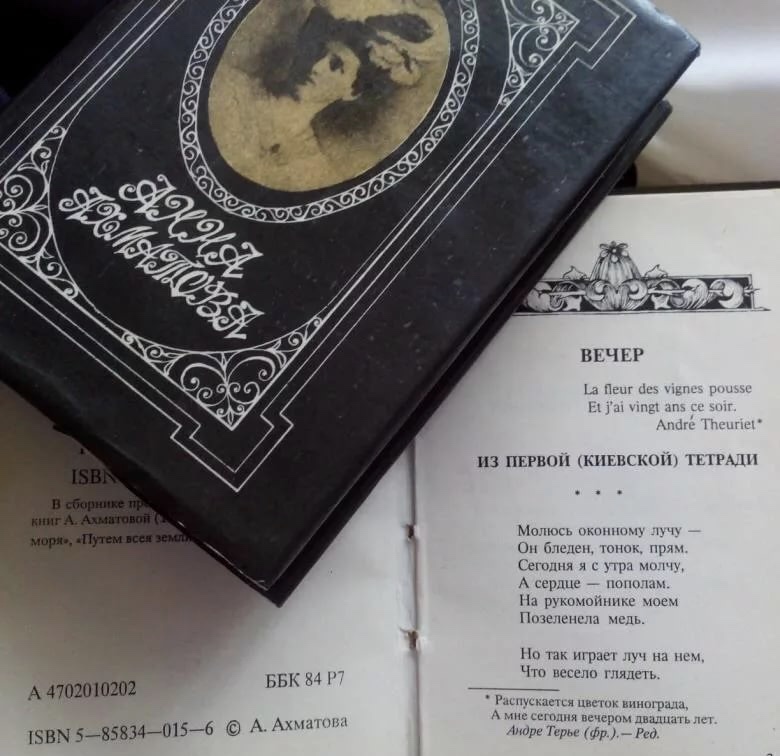 АННА
АХМАТОВА
ISBN
В сборнике
книг А. Ахматовой
моря», «Путем всея
А 4702010202
ББК 84 Р7
ISBN 5—85834—015—6 © А. Ахматова
ВЕЧЕР
La fleur des vignes pousse
Et j'ai vingt ans ce soir.
André Theuriet*
ИЗ ПЕРВОЙ (КИЕВСКОЙ) ТЕТРАДИ
* * *
Молюсь оконному лучу —
Он бледен, тонок, прям.
Сегодня я с утра молчу,
А сердце — пополам.
На рукомойнике моем
Позеленела медь.
Но так играет луч на нем,
Что весело глядеть.
* Распускается цветок винограда,
А мне сегодня вечером двадцать лет.
Андре Терье (фр.).— Ред.